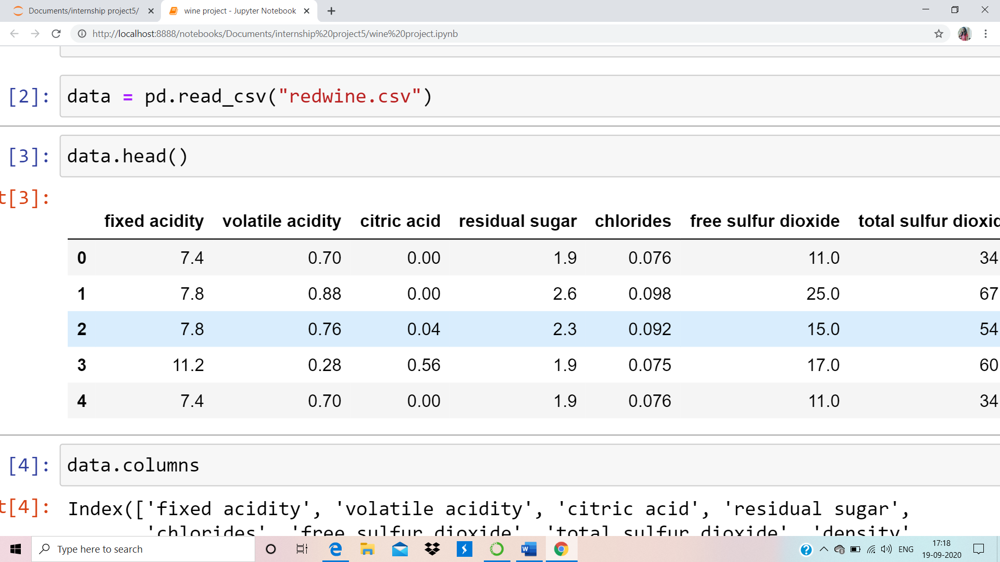 Documents/internship project5/
wine project - Jupyter Notebook
http://localhost:8888/notebooks/Documents/internship%20project5/wine%20project.ipynb
[2]: data = pd.read_csv("redwine.csv")
[3]: data.head()
t[3]:
fixed acidity volatile acidity citric acid residual sugar chlorides free sulfur dioxide total sulfur dioxid
0 7.4 0.70 0.00 1.9 0.076 11.0 34
1 7.8 0.88 0.00 2.6 0.098 25.0 67
2 7.8 0.76 0.04 2.3 0.092 15.0 54
3 11.2 0.28 0.56 1.9 0.075 17.0 60
4 7.4 0.70 0.00 1.9 0.076 11.0 34
[4]: data.columns
t[4]: Index(['fixed acidity', 'volatile acidity', 'citric acid', 'residual sugar',
'chlorides', 'free sulfur dioxide', 'total sulfur dioxide', 'density'
Type here to search
ENG
17:18
19-09-2020